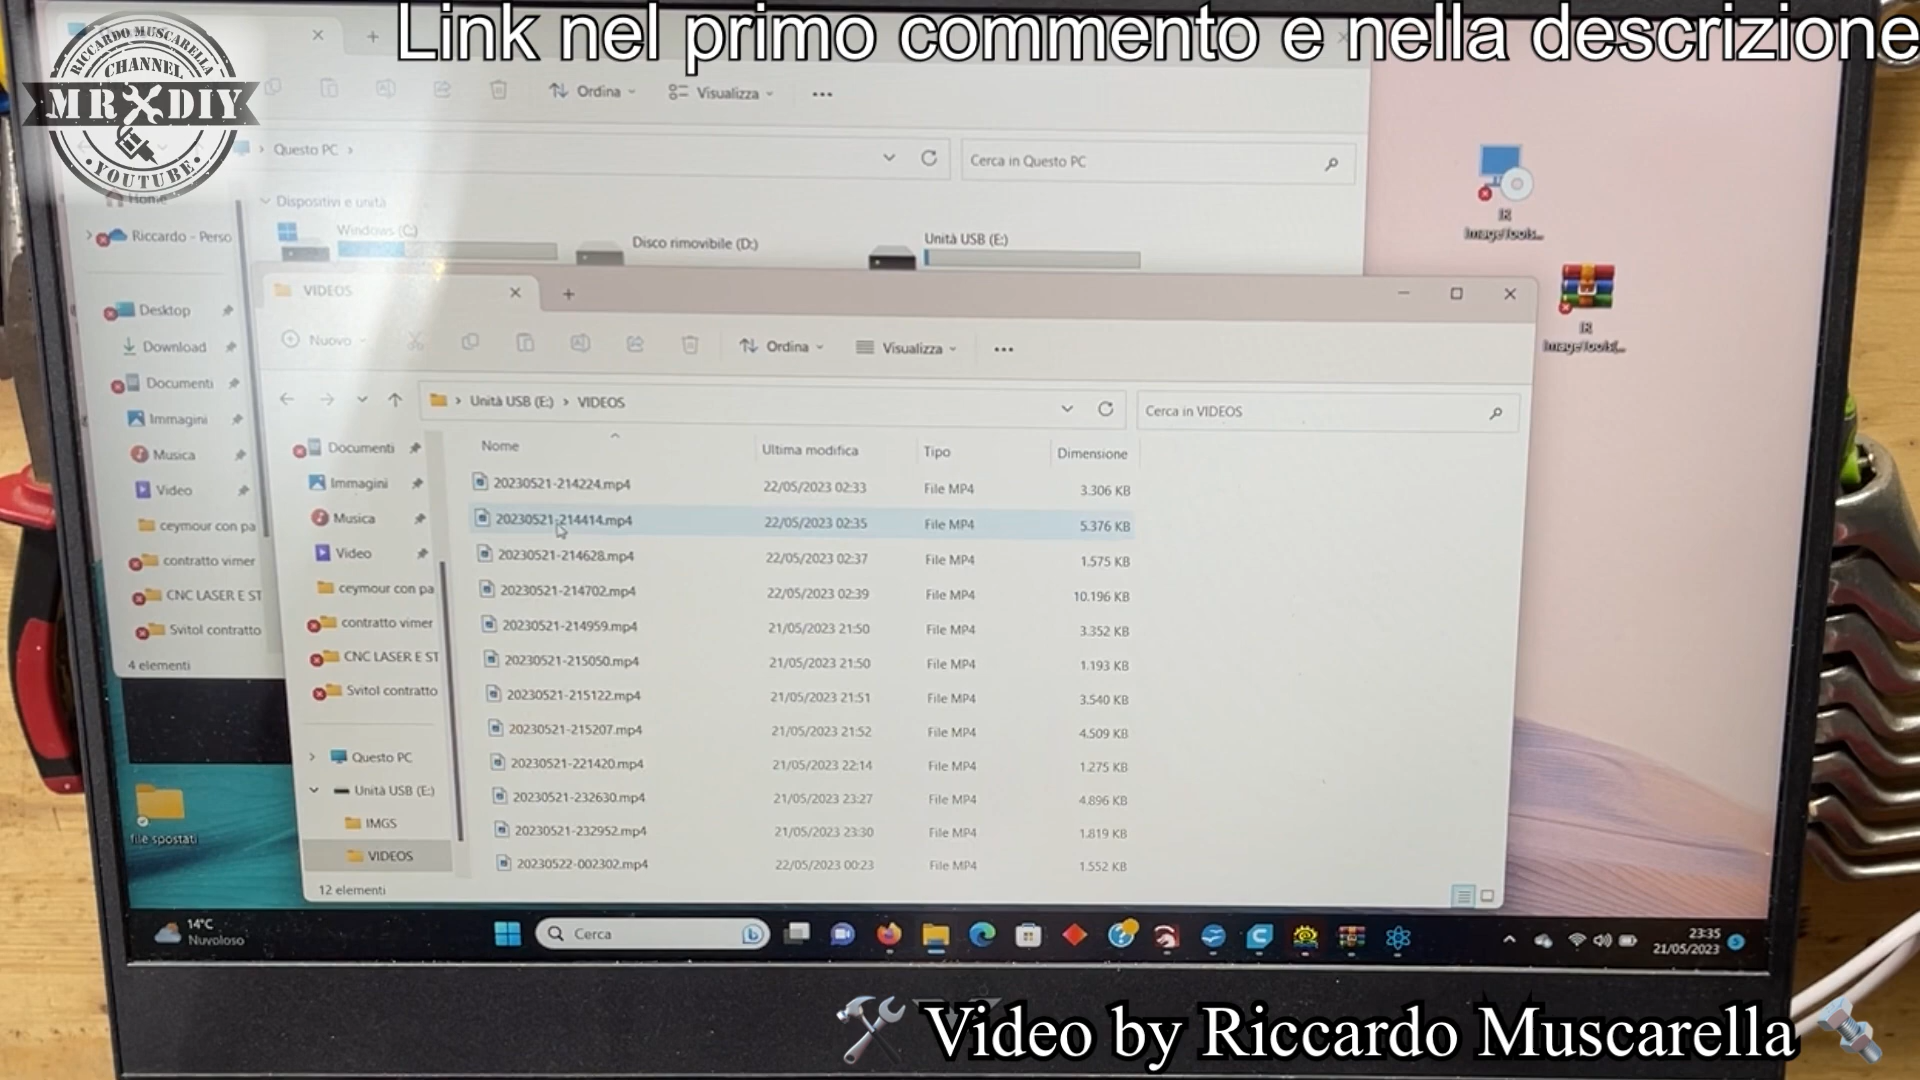 Link nel primo commento e nella descrizione
RICCARDO MUSCARELLA
CHANNEL
MR DIY
YOUTUBE
Ordina
Visualizza
Questo PC
Cerca in Questo PC
Home
Riccardo - Perso
Desktop
Download
Documenti
Immagini
Musica
Video
ceymour con pa
contratto vimer
CNC LASER E ST
Svitol contratto
4 elementi
Dispositivi e unità
Windows (C:)
Disco rimovibile (D:)
Unità USB (E:)
IR
ImageTools...
IR
ImageTools(...
VIDEOS
Nuovo
Ordina
Visualizza
Unità USB (E:) > VIDEOS
Cerca in VIDEOS
Documenti
Immagini
Musica
Video
ceymour con pa
contratto vimer
CNC LASER E ST
Svitol contratto
Questo PC
Unità USB (E:)
IMGS
VIDEOS
12 elementi
Nome Ultima modifica Tipo Dimensione
20230521-214224.mp4 22/05/2023 02:33 File MP4 3.306 KB
20230521-214414.mp4 22/05/2023 02:35 File MP4 5.376 KB
20230521-214628.mp4 22/05/2023 02:37 File MP4 1.575 KB
20230521-214702.mp4 22/05/2023 02:39 File MP4 10.196 KB
20230521-214959.mp4 21/05/2023 21:50 File MP4 3.352 KB
20230521-215050.mp4 21/05/2023 21:50 File MP4 1.193 KB
20230521-215122.mp4 21/05/2023 21:51 File MP4 3.540 KB
20230521-215207.mp4 21/05/2023 21:52 File MP4 4.509 KB
20230521-221420.mp4 21/05/2023 22:14 File MP4 1.275 KB
20230521-232630.mp4 21/05/2023 23:27 File MP4 4.896 KB
20230521-232952.mp4 21/05/2023 23:30 File MP4 1.819 KB
20230522-002302.mp4 22/05/2023 00:23 File MP4 1.552 KB
file spostati
14°C
Nuvoloso
Cerca
23:35
21/05/2023
Video by Riccardo Muscarella